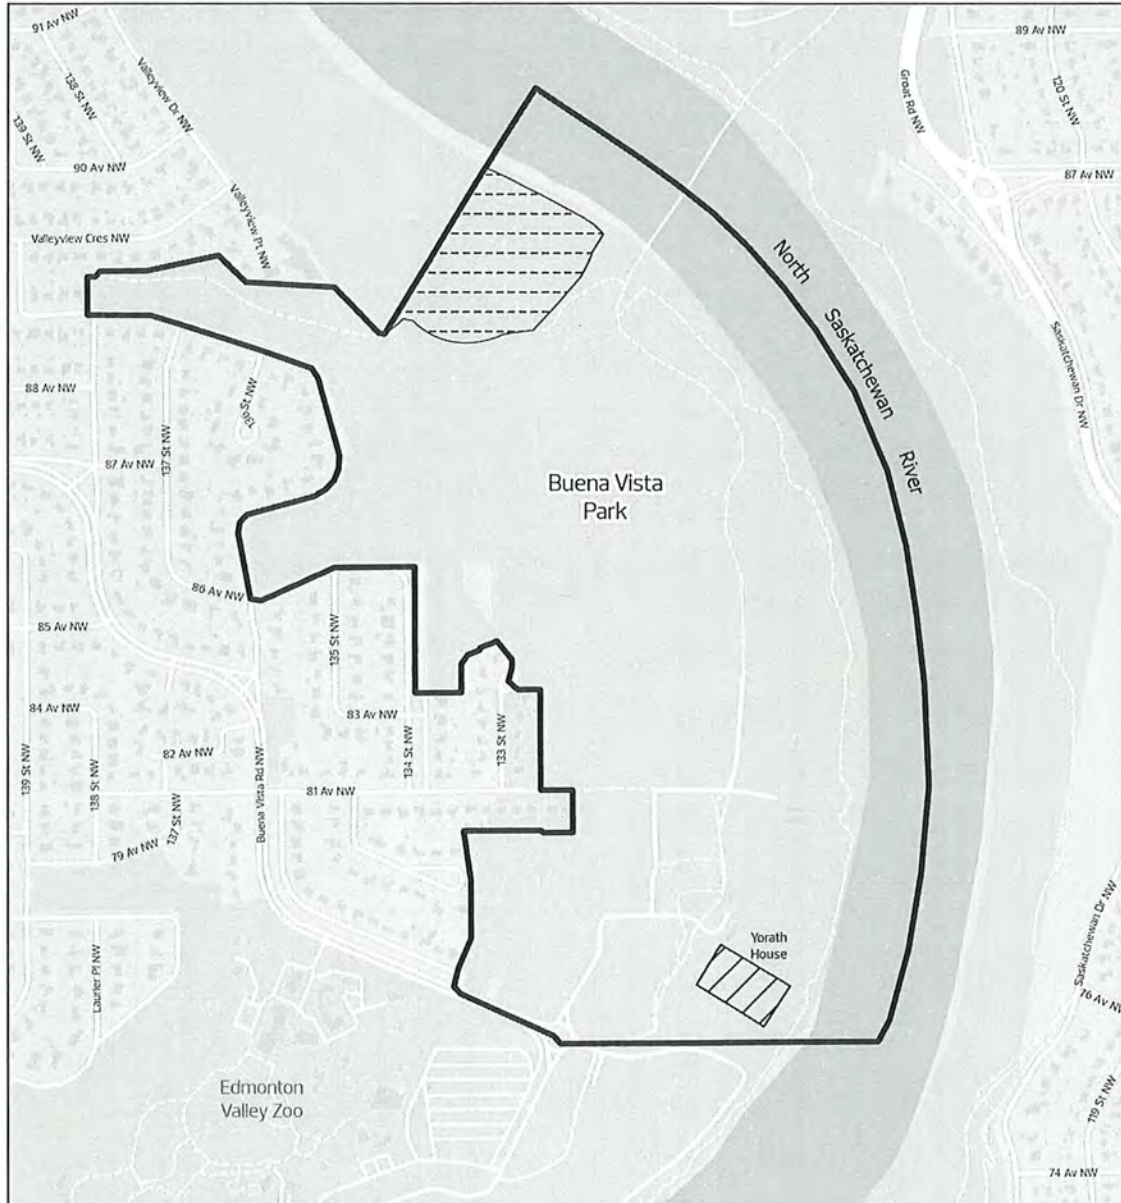 91 Av NW
138 St NW
139 St NW
Valleyview Dr NW
90 Av NW
Valleyview Pt NW
Valleyview Cres NW
89 Av NW
120 St NW
Groat Rd NW
87 Av NW
Saskatchewan Dr NW
North
Saskatchewan
River
88 Av NW
136 St NW
87 Av NW
137 St NW
Buena Vista
Park
86 Av NW
85 Av NW
135 St NW
84 Av NW
83 Av NW
82 Av NW
134 St NW
133 St NW
139 St NW
138 St NW
137 St NW
Buena Vista Rd NW
81 Av NW
79 Av NW
Laurier Pl NW
Yorath
House
Saskatchewan Dr NW
76 Av NW
Edmonton
Valley Zoo
119 St NW
74 Av NW